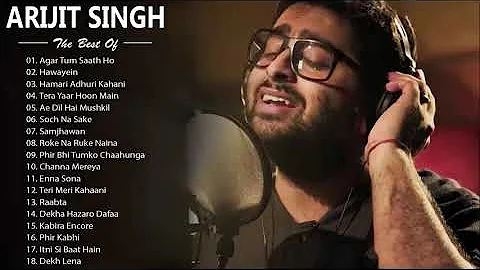 ARIJIT SINGH
The Best Of
01. Agar Tum Saath Ho
02. Hawayein
03. Hamari Adhuri Kahani
04. Tera Yaar Hoon Main
05. Ae Dil Hai Mushkil
06. Soch Na Sake
07. Samjhawan
08. Roke Na Ruke Naina
09. Phir Bhi Tumko Chaahunga
10. Channa Mereya
11. Enna Sona
12. Teri Meri Kahaani
13. Raabta
14. Dekha Hazaro Dafaa
15. Kabira Encore
16. Phir Kabhi
17. Itni Si Baat Hain
18. Dekh Lena